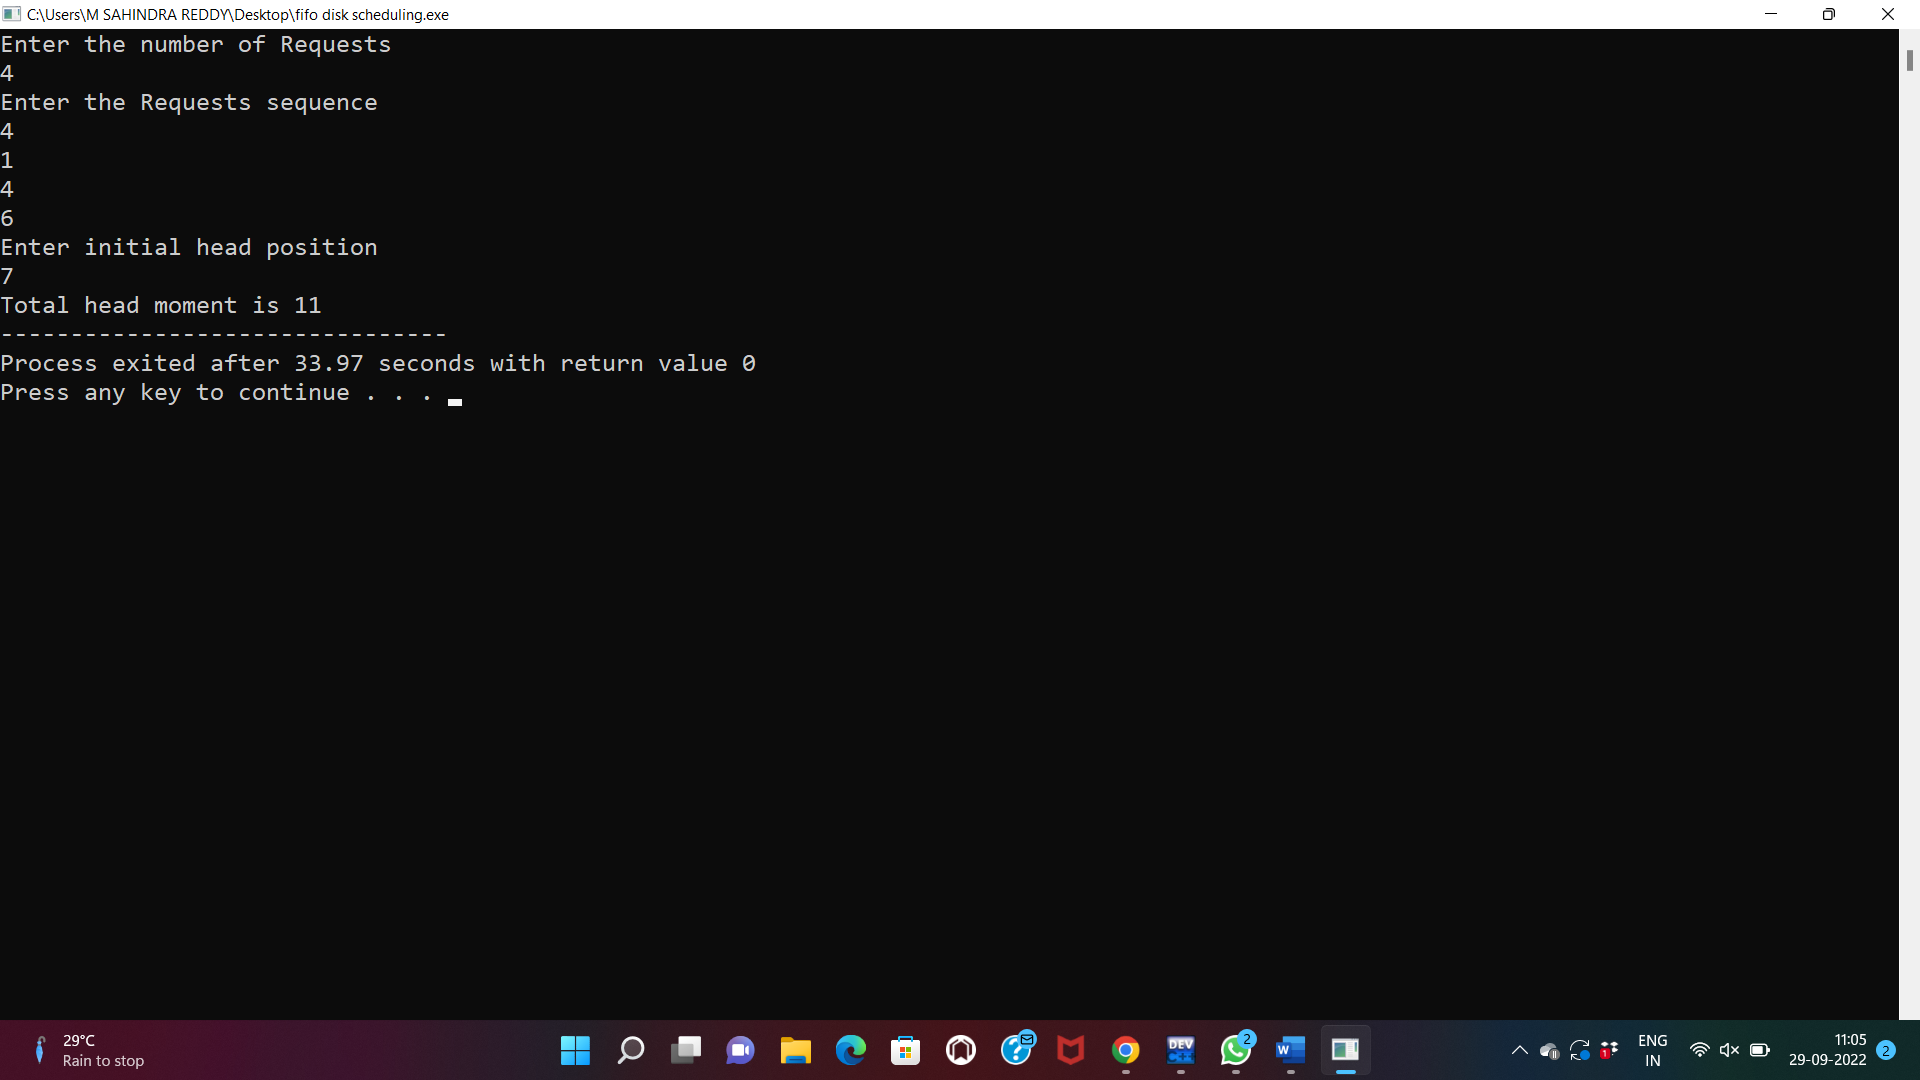 C:\Users\M SAHINDRA REDDY\Desktop\fifo disk scheduling.exe
Enter the number of Requests
4
Enter the Requests sequence
4
1
4
6
Enter initial head position
7
Total head moment is 11
--------------------------------
Process exited after 33.97 seconds with return value 0
Press any key to continue . . .
29°C
Rain to stop
DEV
C++
2
W
1
ENG
IN
11:05
29-09-2022
2